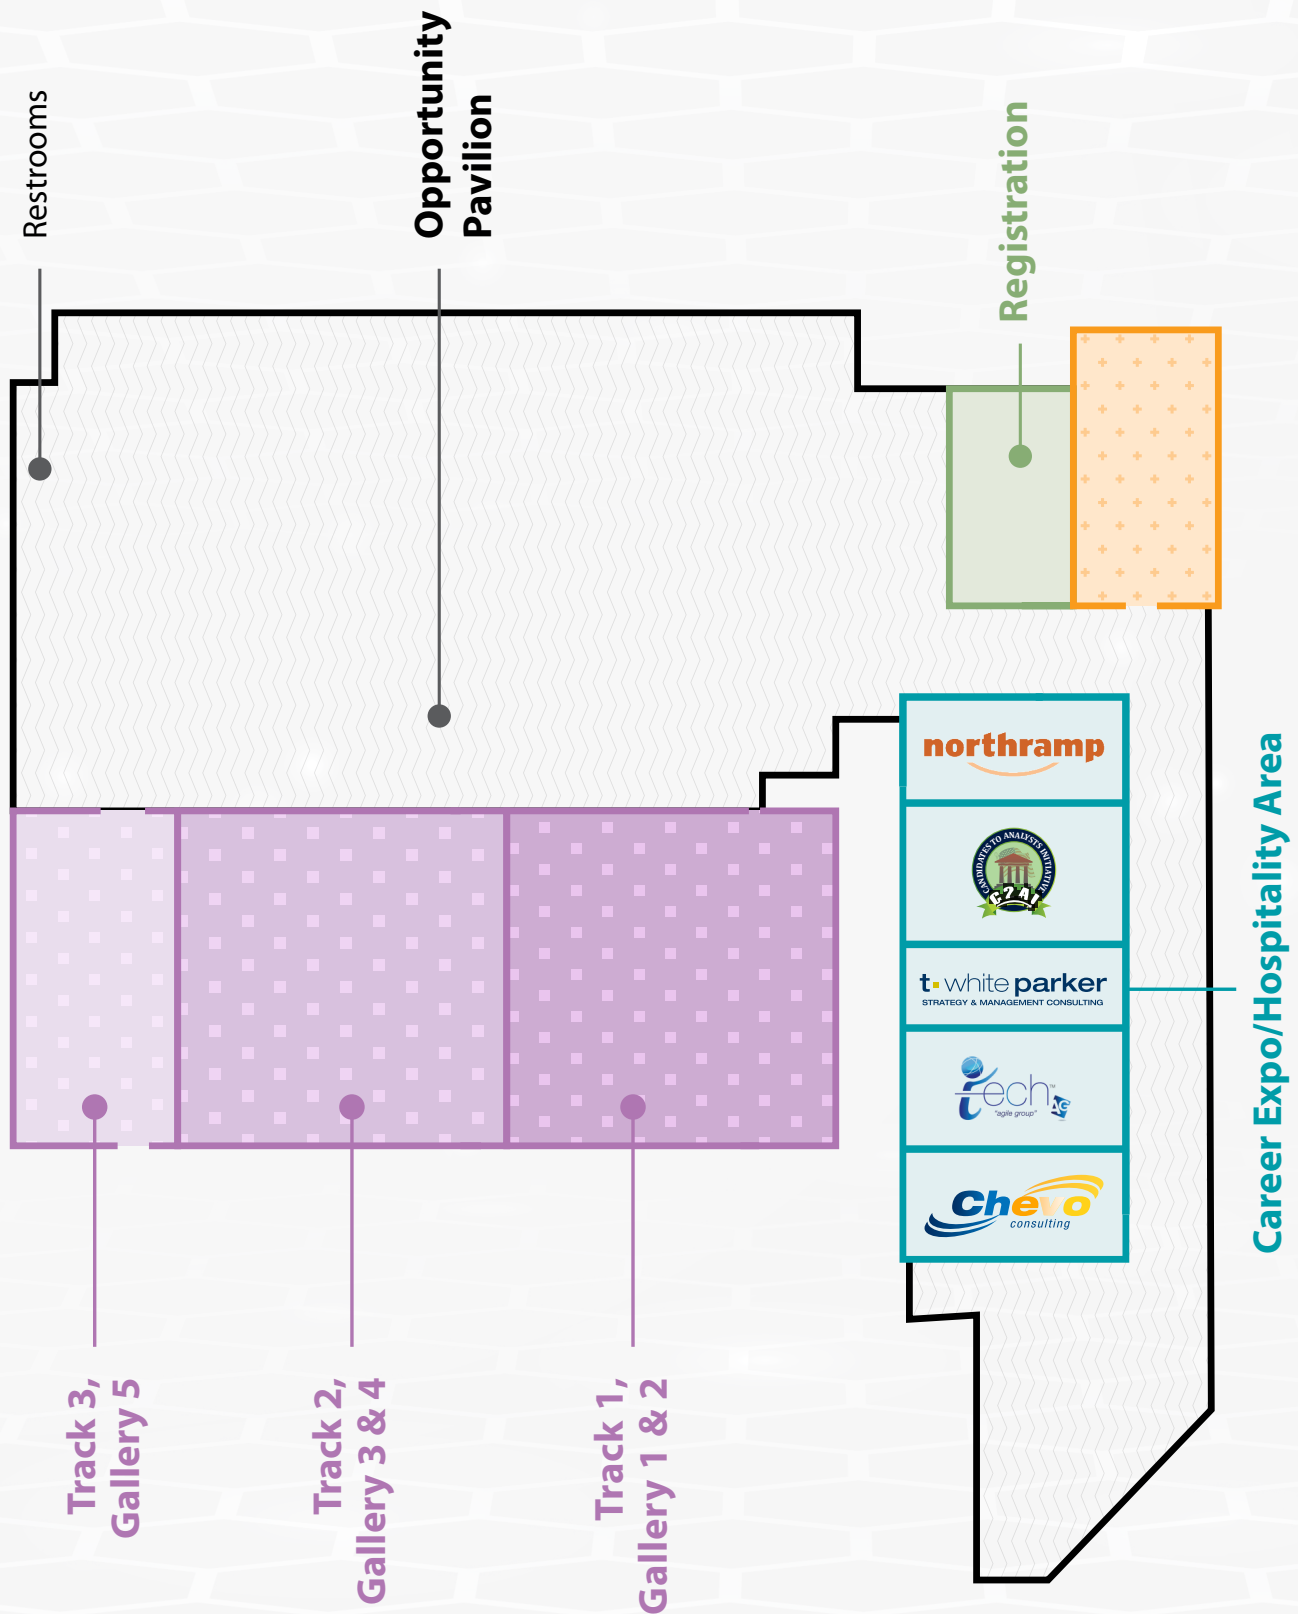 Restrooms
Opportunity
Pavilion
Registration
northramp
CANDIDATES TO ANALYSTS INITIATIVE
C2AI
t white parker
STRATEGY & MANAGEMENT CONSULTING
itech™
"agile group"
AG
Chevo
consulting
Career Expo/Hospitality Area
Track 3,
Gallery 5
Track 2,
Gallery 3 & 4
Track 1,
Gallery 1 & 2